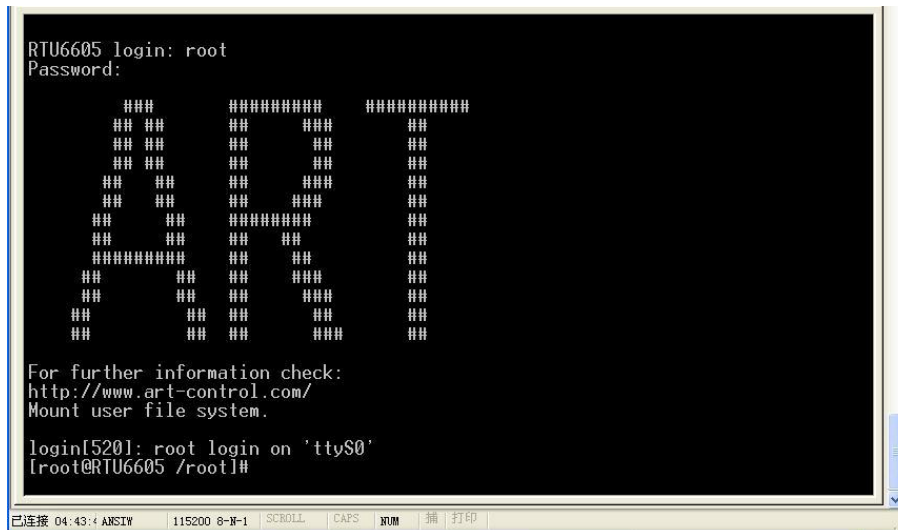 RTU6605 login: root
Password:
         ###       #########    ##########
        ## ##      ##     ###       ##
        ## ##      ##      ##       ##
        ## ##      ##      ##       ##
       ##   ##     ##     ###       ##
       ##   ##     ##    ###        ##
      ##     ##    ########         ##
      ##     ##    ##   ##          ##
      #########    ##    ##         ##
     ##       ##   ##    ###        ##
     ##       ##   ##     ###       ##
    ##         ##  ##      ##       ##
    ##         ##  ##      ###      ##
For further information check:
http://www.art-control.com/
Mount user file system.
login[520]: root login on 'ttyS0'
[root@RTU6605 /root]#
已连接 04:43:4 ANSIW 115200 8-N-1 SCROLL CAPS NUM 捕 打印